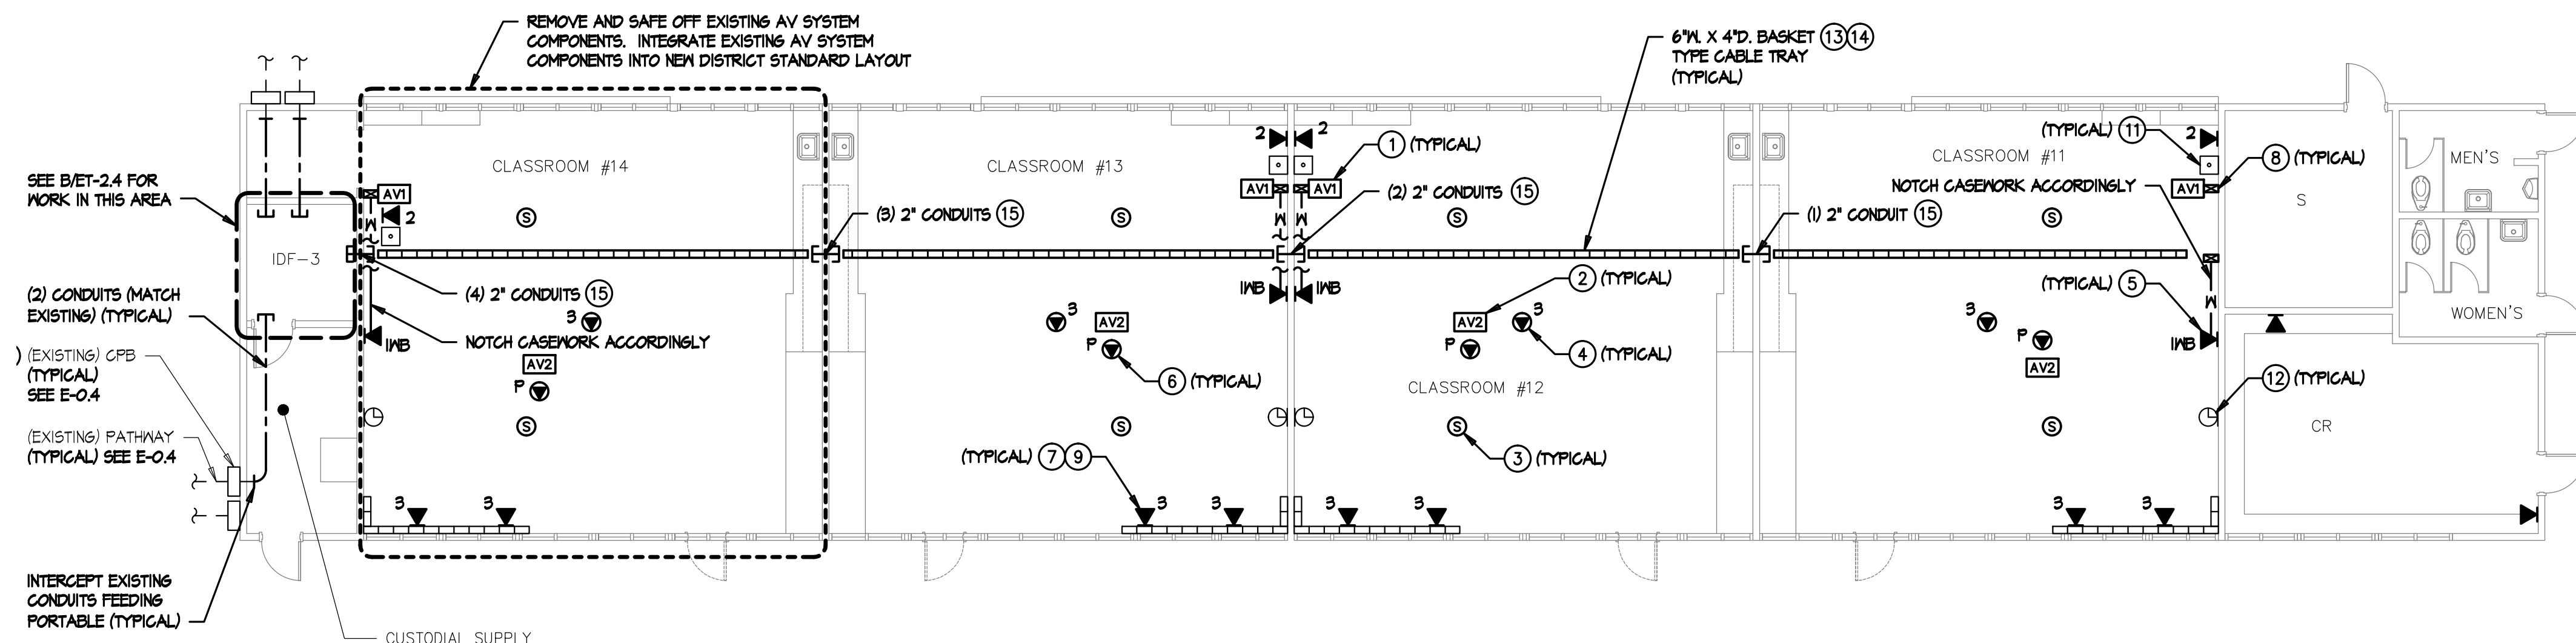 REMOVE AND SAFE OFF EXISTING AV SYSTEM
COMPONENTS. INTEGRATE EXISTING AV SYSTEM
COMPONENTS INTO NEW DISTRICT STANDARD LAYOUT
6"W. X 4"D. BASKET 13 14
TYPE CABLE TRAY
(TYPICAL)
SEE B/ET-2.4 FOR
WORK IN THIS AREA
IDF-3
(2) CONDUITS (MATCH
EXISTING) (TYPICAL)
) (EXISTING) CPB
(TYPICAL)
SEE E-0.4
(EXISTING) PATHWAY
(TYPICAL) SEE E-0.4
INTERCEPT EXISTING
CONDUITS FEEDING
PORTABLE (TYPICAL)
CUSTODIAL SUPPLY
CLASSROOM #14
AV1
2
W
S
(4) 2" CONDUITS 15
3
NOTCH CASEWORK ACCORDINGLY
IWB
AV2
P
S
3
3
(3) 2" CONDUITS 15
CLASSROOM #13
2
AV1
S
W
IWB
3
AV2
P
6 (TYPICAL)
S
(TYPICAL) 7 9
3
3
2
1 (TYPICAL)
AV1
(2) 2" CONDUITS 15
W
S
IWB
2 (TYPICAL)
AV2
3
P
4 (TYPICAL)
CLASSROOM #12
S
3 (TYPICAL)
3
3
(1) 2" CONDUIT 15
(TYPICAL) 11
2
CLASSROOM #11
8 (TYPICAL)
NOTCH CASEWORK ACCORDINGLY
AV1
S
W
(TYPICAL) 5
3
P
IWB
AV2
12 (TYPICAL)
S
3
3
S
MEN'S
WOMEN'S
CR